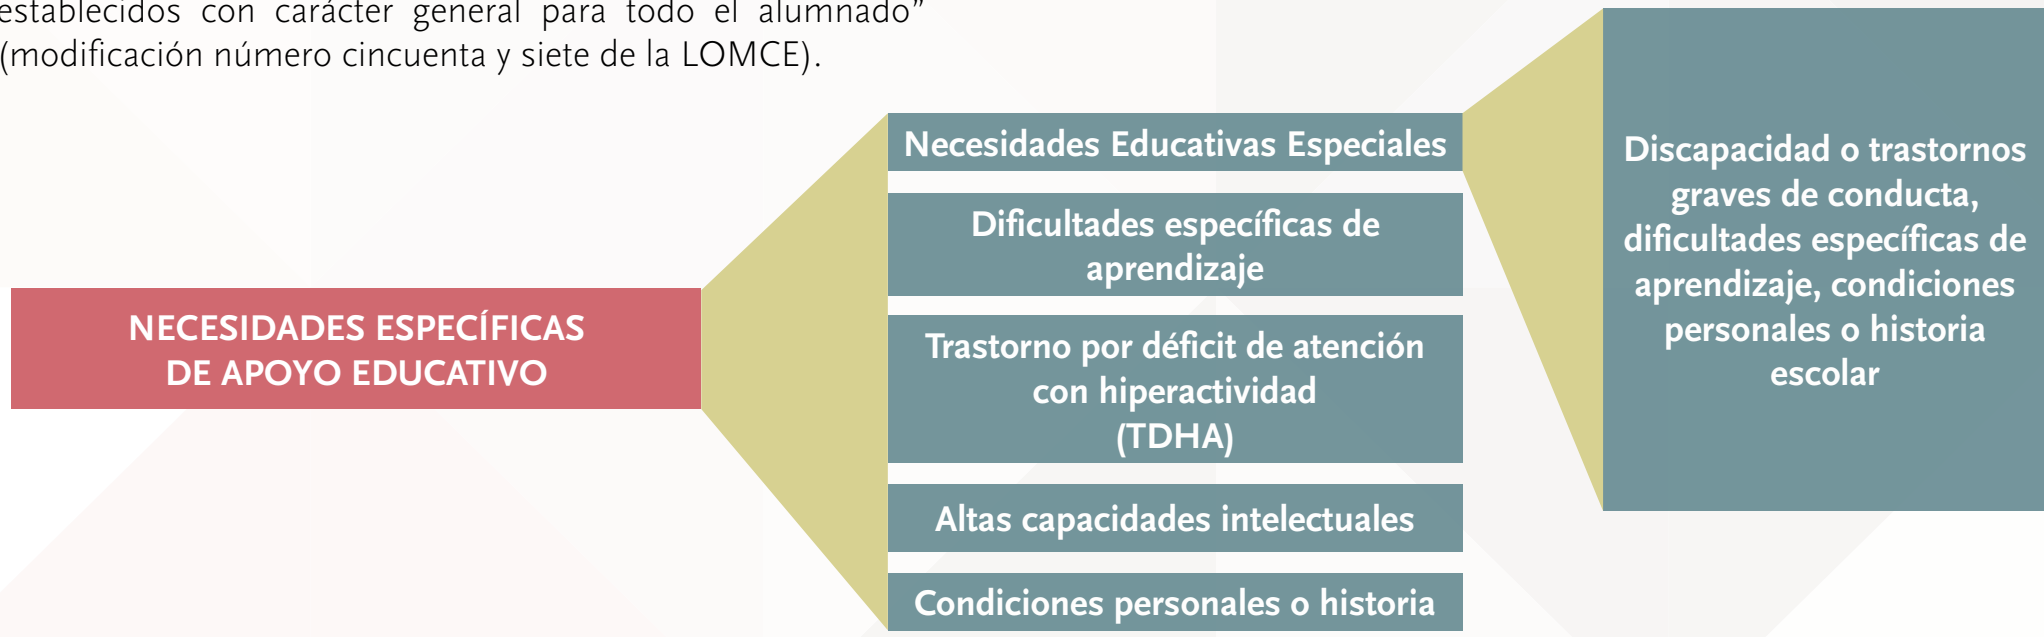 establecidos con carácter general para todo el alumnado”
(modificación número cincuenta y siete de la LOMCE).
NECESIDADES ESPECÍFICAS
DE APOYO EDUCATIVO
Necesidades Educativas Especiales
Dificultades específicas de
aprendizaje
Trastorno por déficit de atención
con hiperactividad
(TDHA)
Altas capacidades intelectuales
Condiciones personales o historia
Discapacidad o trastornos
graves de conducta,
dificultades específicas de
aprendizaje, condiciones
personales o historia
escolar